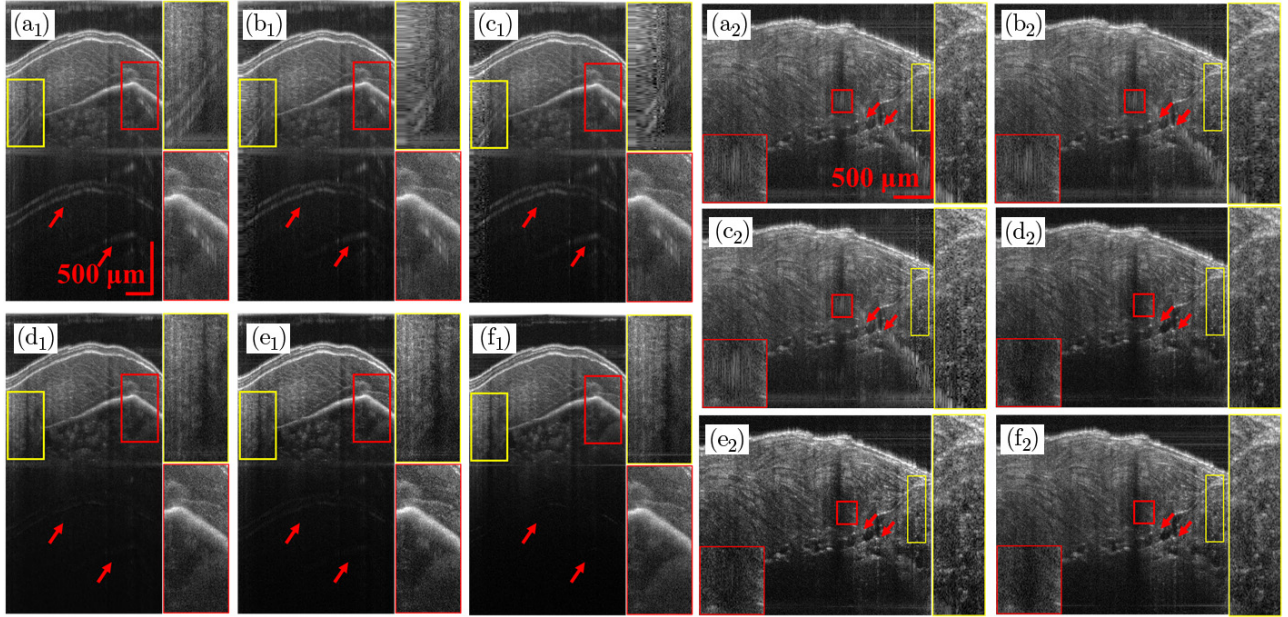 (a1) (b1) (c1) (a2) (b2)
500 μm
500 μm
(c2) (d2)
(d1) (e1) (f1)
(e2) (f2)